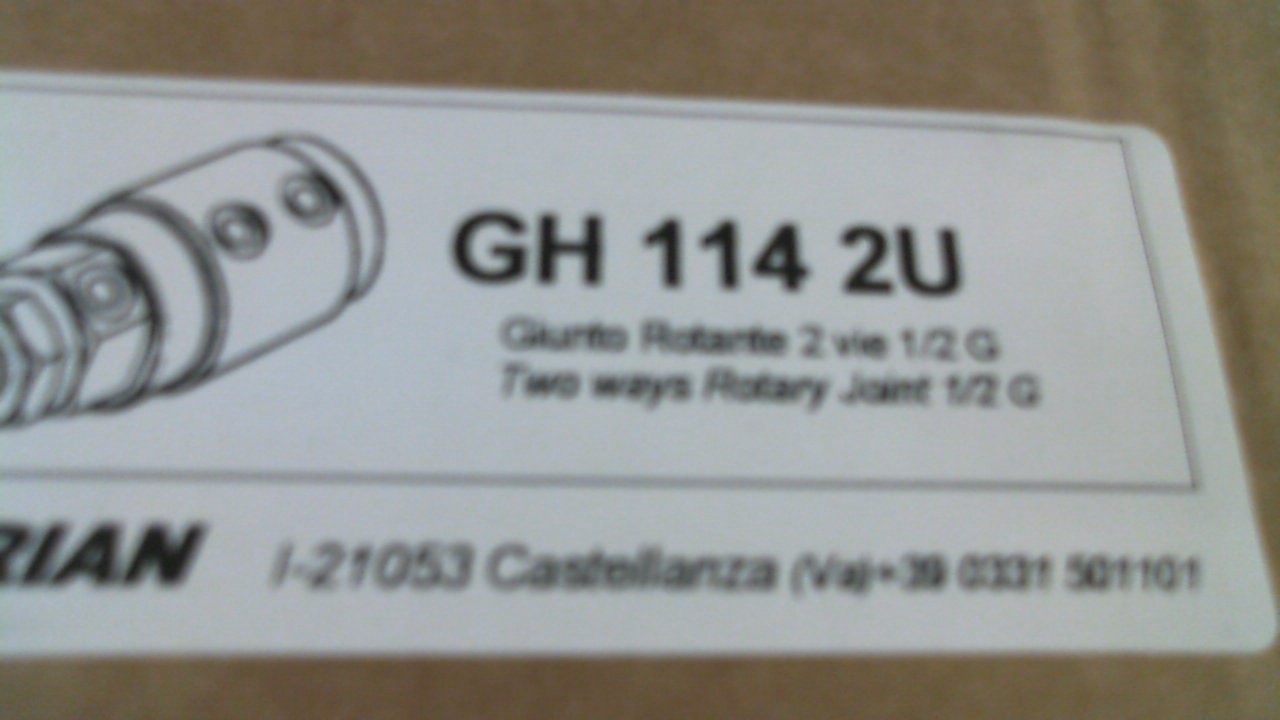 GH 114 2U
Giunto Rotante 2 vie 1/2 G
Two ways Rotary Joint 1/2 G
RIAN I-21053 Castellanza (Va)+39 0331 501101